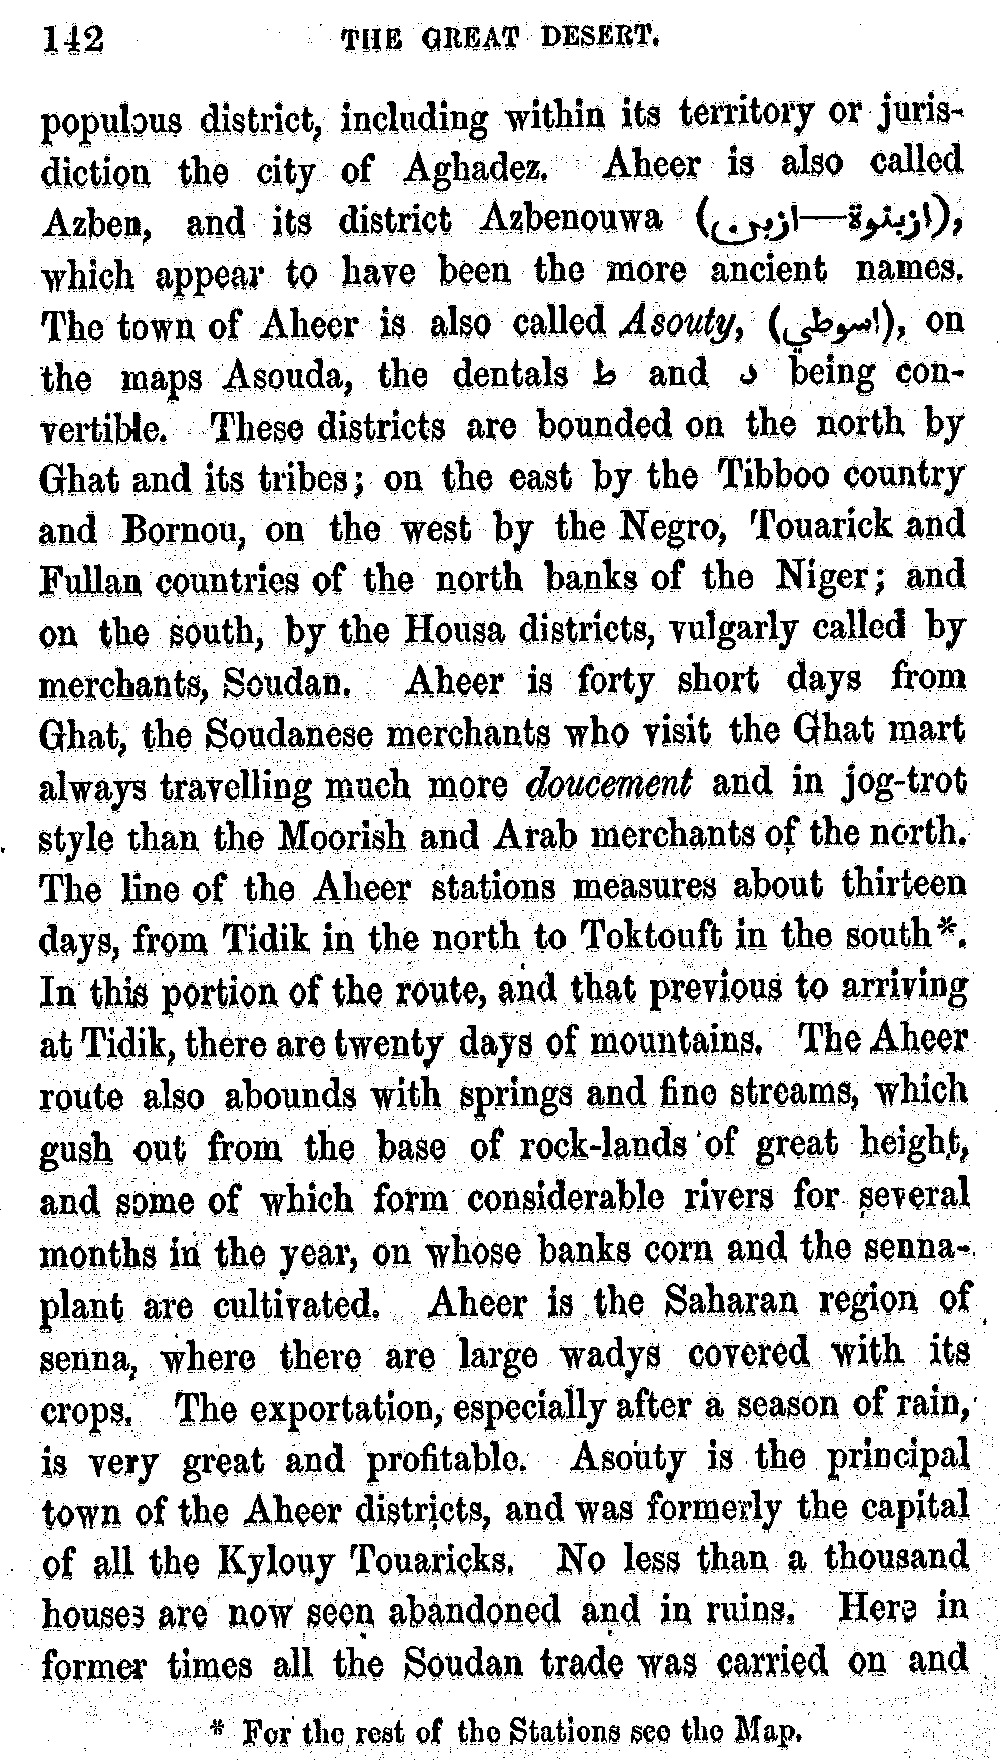 142 THE GREAT DESERT.
populous district, including within its territory or juris-
diction the city of Aghadez. Aheer is also called
Azben, and its district Azbenouwa (ازبنوة—ازبن),
which appear to have been the more ancient names.
The town of Aheer is also called Asouty, (اسوطي), on
the maps Asouda, the dentals ط and د being con-
vertible. These districts are bounded on the north by
Ghat and its tribes; on the east by the Tibboo country
and Bornou, on the west by the Negro, Touarick and
Fullan countries of the north banks of the Niger; and
on the south, by the Housa districts, vulgarly called by
merchants, Soudan. Aheer is forty short days from
Ghat, the Soudanese merchants who visit the Ghat mart
always travelling much more doucement and in jog-trot
style than the Moorish and Arab merchants of the north.
The line of the Aheer stations measures about thirteen
days, from Tidik in the north to Toktouft in the south*.
In this portion of the route, and that previous to arriving
at Tidik, there are twenty days of mountains. The Aheer
route also abounds with springs and fine streams, which
gush out from the base of rock-lands of great height,
and some of which form considerable rivers for several
months in the year, on whose banks corn and the senna-
plant are cultivated. Aheer is the Saharan region of
senna, where there are large wadys covered with its
crops. The exportation, especially after a season of rain,
is very great and profitable. Asouty is the principal
town of the Aheer districts, and was formerly the capital
of all the Kylouy Touaricks. No less than a thousand
houses are now seen abandoned and in ruins. Here in
former times all the Soudan trade was carried on and
* For the rest of the Stations see the Map.